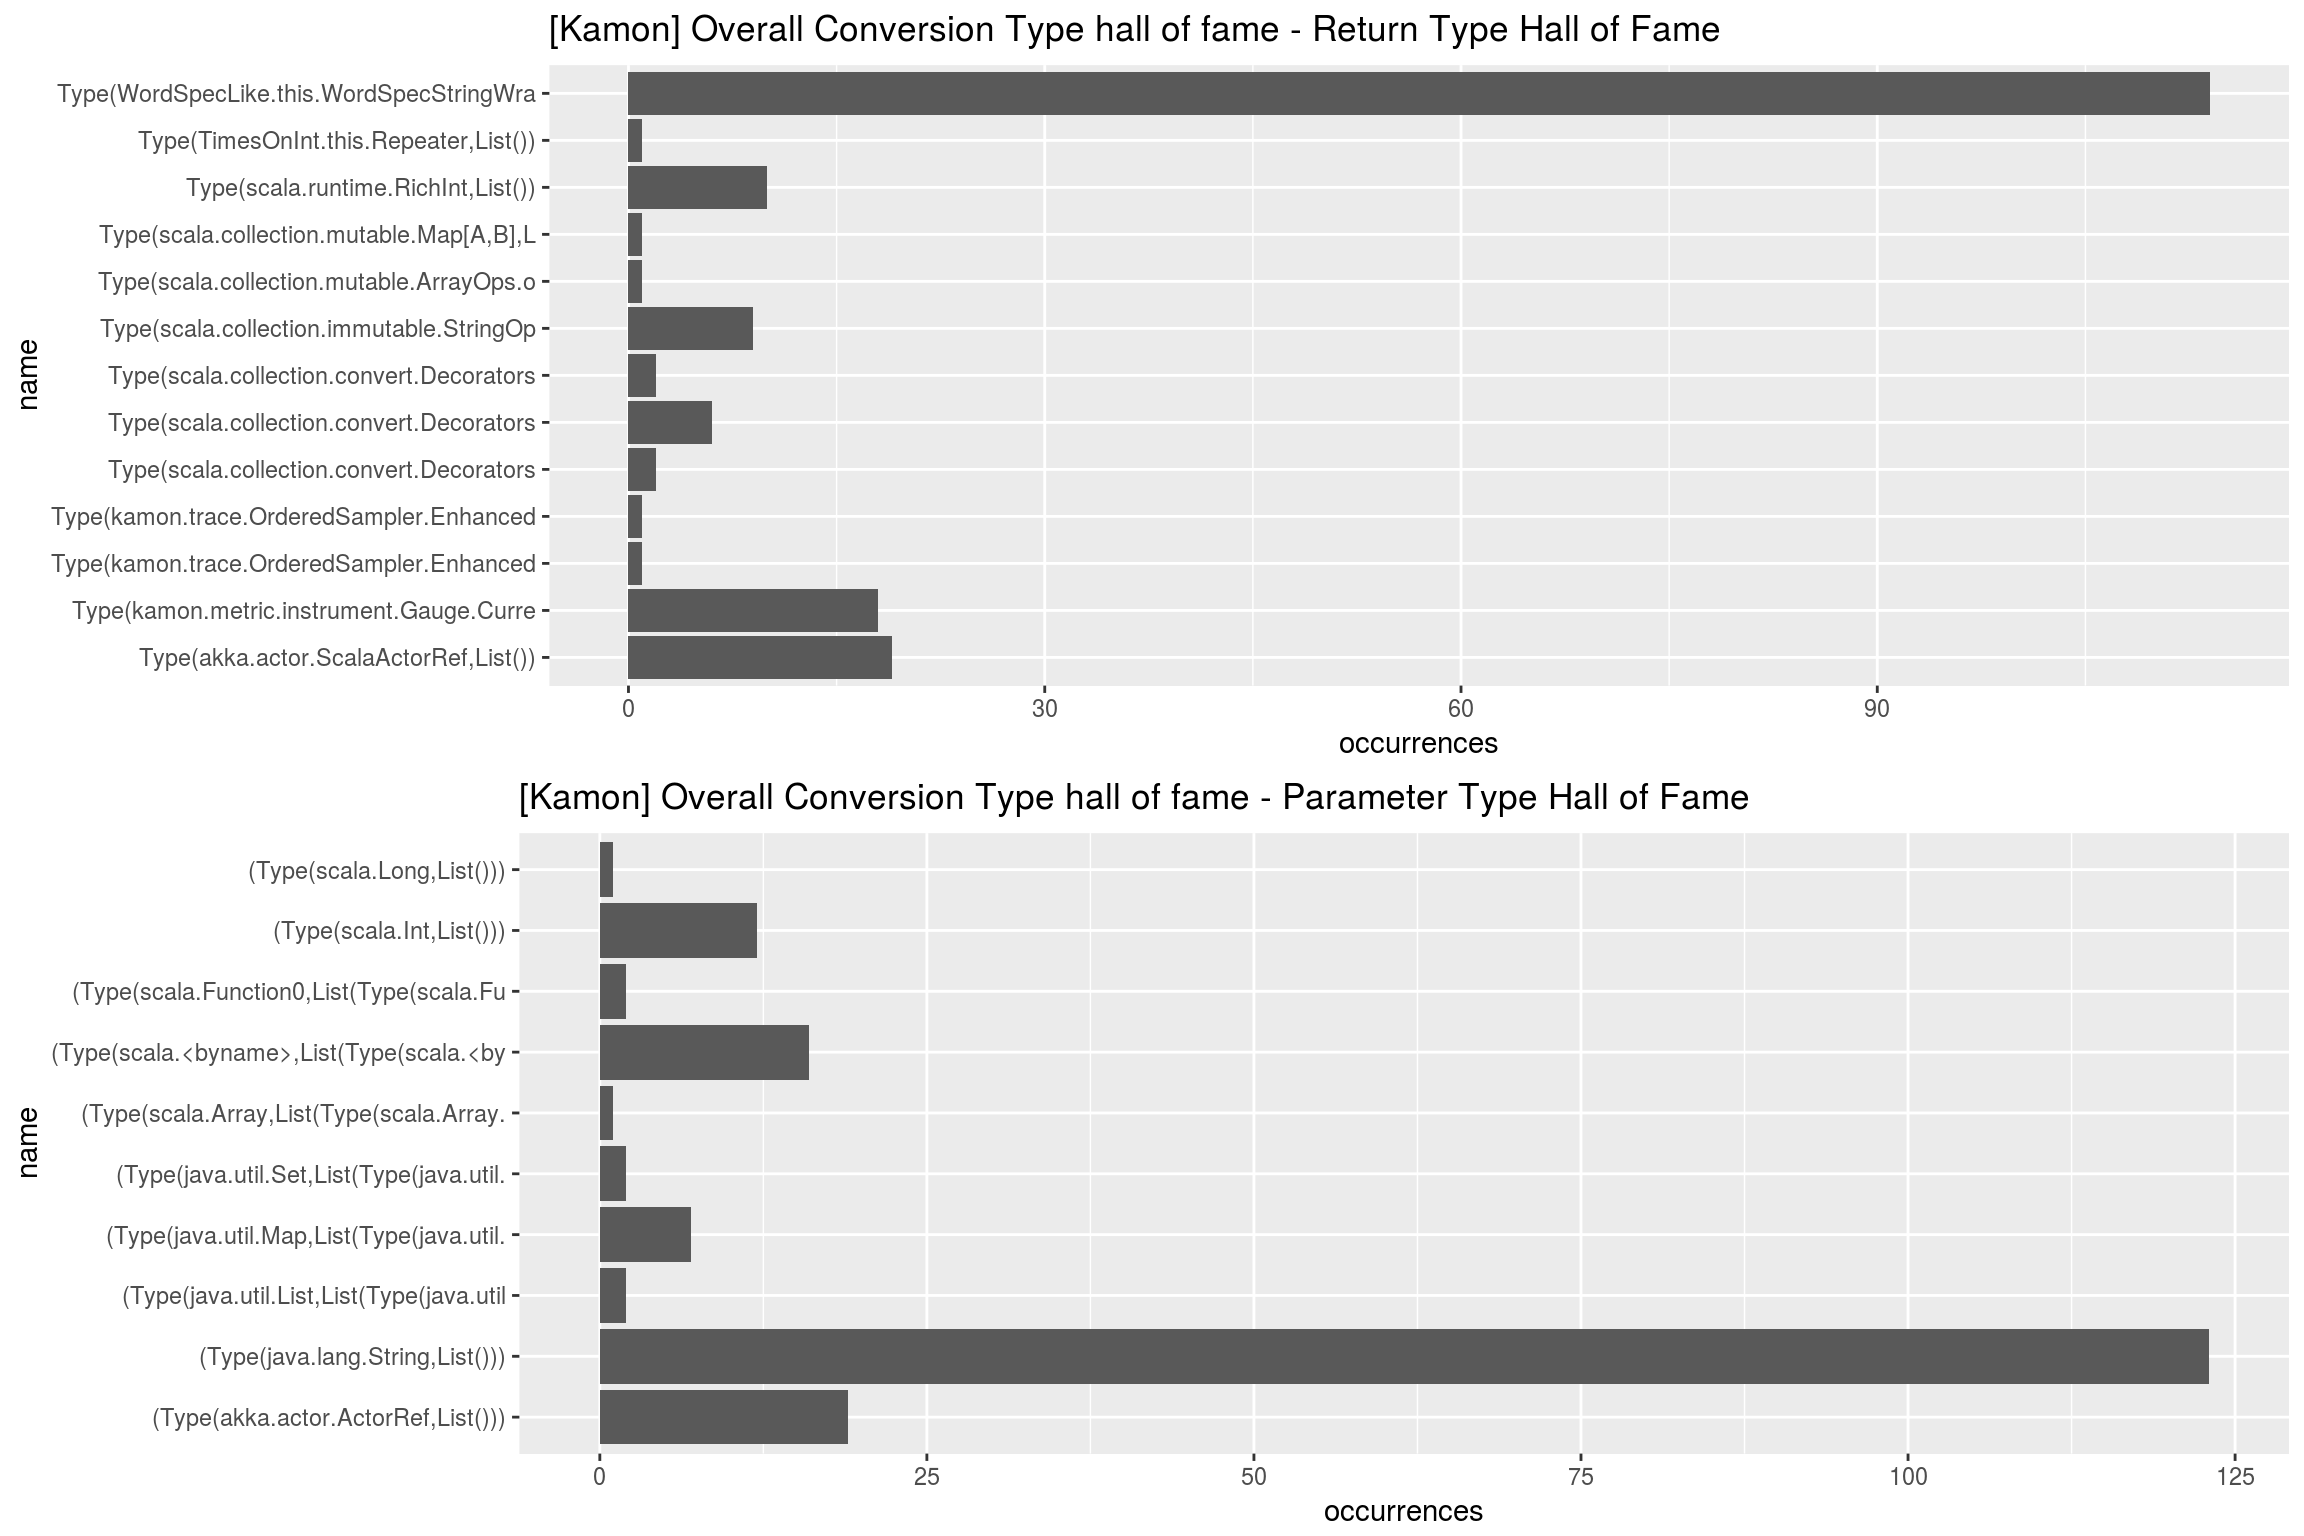 [Kamon] Overall Conversion Type hall of fame - Return Type Hall of Fame
name
Type(WordSpecLike.this.WordSpecStringWra
Type(TimesOnInt.this.Repeater,List())
Type(scala.runtime.RichInt,List())
Type(scala.collection.mutable.Map[A,B],L
Type(scala.collection.mutable.ArrayOps.o
Type(scala.collection.immutable.StringOp
Type(scala.collection.convert.Decorators
Type(scala.collection.convert.Decorators
Type(scala.collection.convert.Decorators
Type(kamon.trace.OrderedSampler.Enhanced
Type(kamon.trace.OrderedSampler.Enhanced
Type(kamon.metric.instrument.Gauge.Curre
Type(akka.actor.ScalaActorRef,List())
0 30 60 90
occurrences
[Kamon] Overall Conversion Type hall of fame - Parameter Type Hall of Fame
name
(Type(scala.Long,List()))
(Type(scala.Int,List()))
(Type(scala.Function0,List(Type(scala.Fu
(Type(scala.<byname>,List(Type(scala.<by
(Type(scala.Array,List(Type(scala.Array.
(Type(java.util.Set,List(Type(java.util.
(Type(java.util.Map,List(Type(java.util.
(Type(java.util.List,List(Type(java.util
(Type(java.lang.String,List()))
(Type(akka.actor.ActorRef,List()))
0 25 50 75 100 125
occurrences